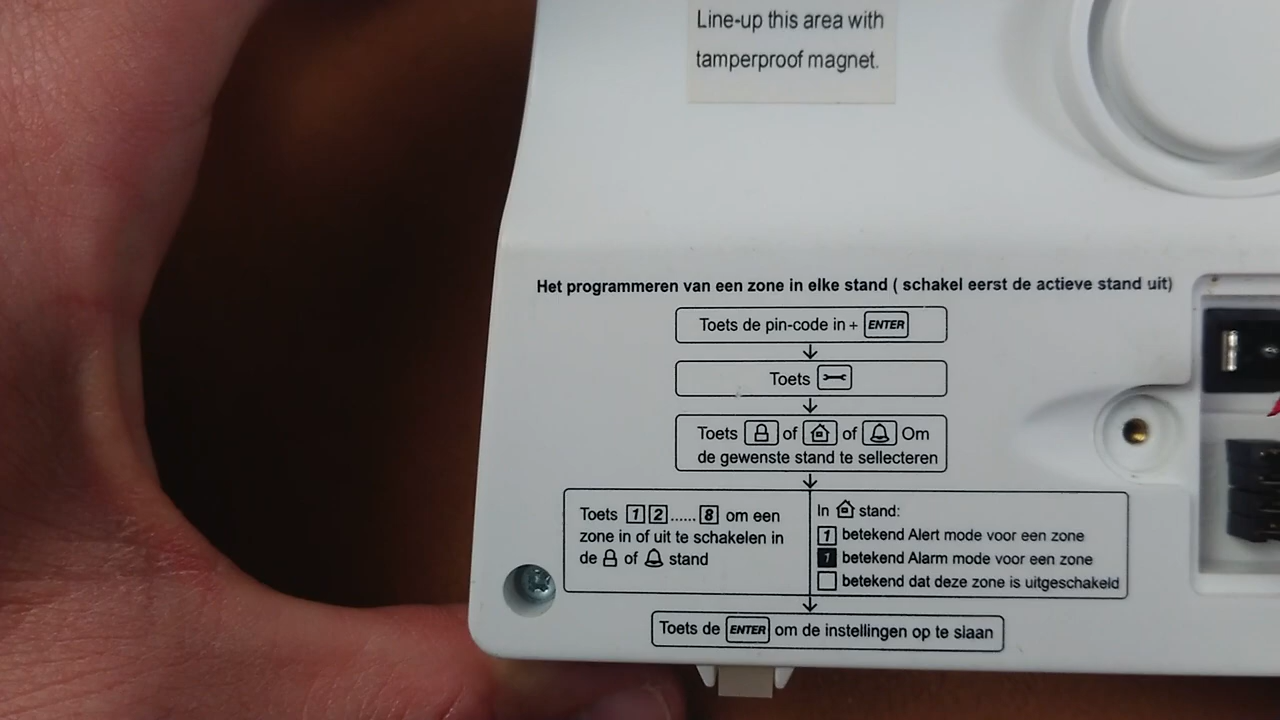 Line-up this area with
tamperproof magnet.
Het programmeren van een zone in elke stand ( schakel eerst de actieve stand uit)
Toets de pin-code in + ENTER
Toets
Toets of of Om
de gewenste stand te sellecteren
Toets 1 2 ...... 8 om een
zone in of uit te schakelen in
de of stand
In stand:
1 betekend Alert mode voor een zone
1 betekend Alarm mode voor een zone
betekend dat deze zone is uitgeschakeld
Toets de ENTER om de instellingen op te slaan